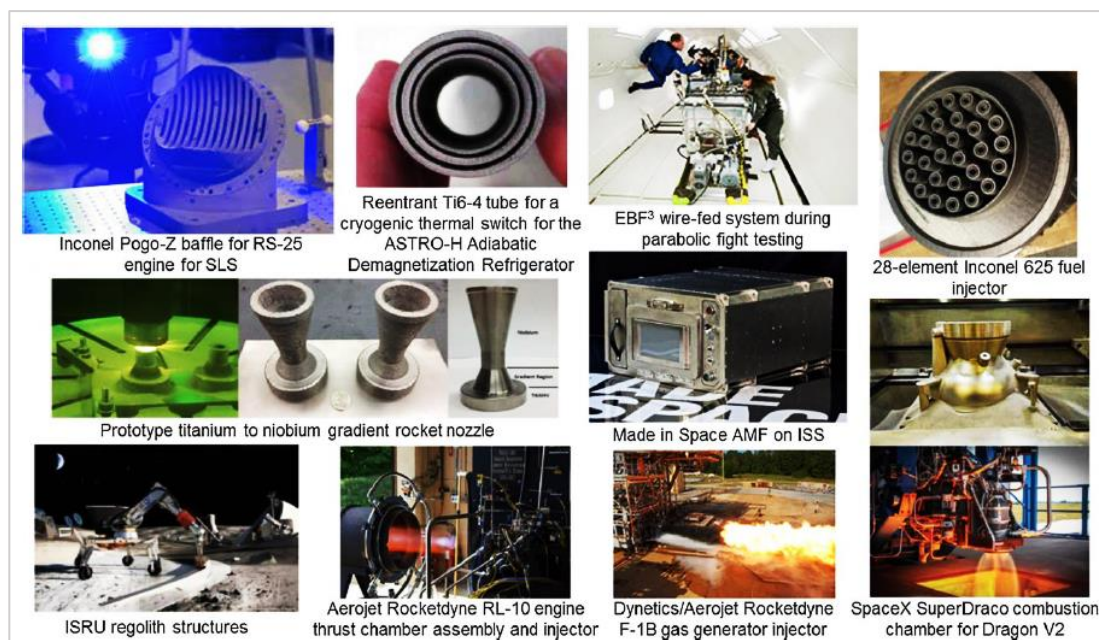 Inconel Pogo-Z baffle for RS-25
engine for SLS
Reentrant Ti6-4 tube for a
cryogenic thermal switch for the
ASTRO-H Adiabatic
Demagnetization Refrigerator
EBF³ wire-fed system during
parabolic fight testing
28-element Inconel 625 fuel
injector
Niobium
Gradient Region
Prototype titanium to niobium gradient rocket nozzle
MADE
SPACE
Made in Space AMF on ISS
ISRU regolith structures
Aerojet Rocketdyne RL-10 engine
thrust chamber assembly and injector
Dynetics/Aerojet Rocketdyne
F-1B gas generator injector
SpaceX SuperDraco combustion
chamber for Dragon V2